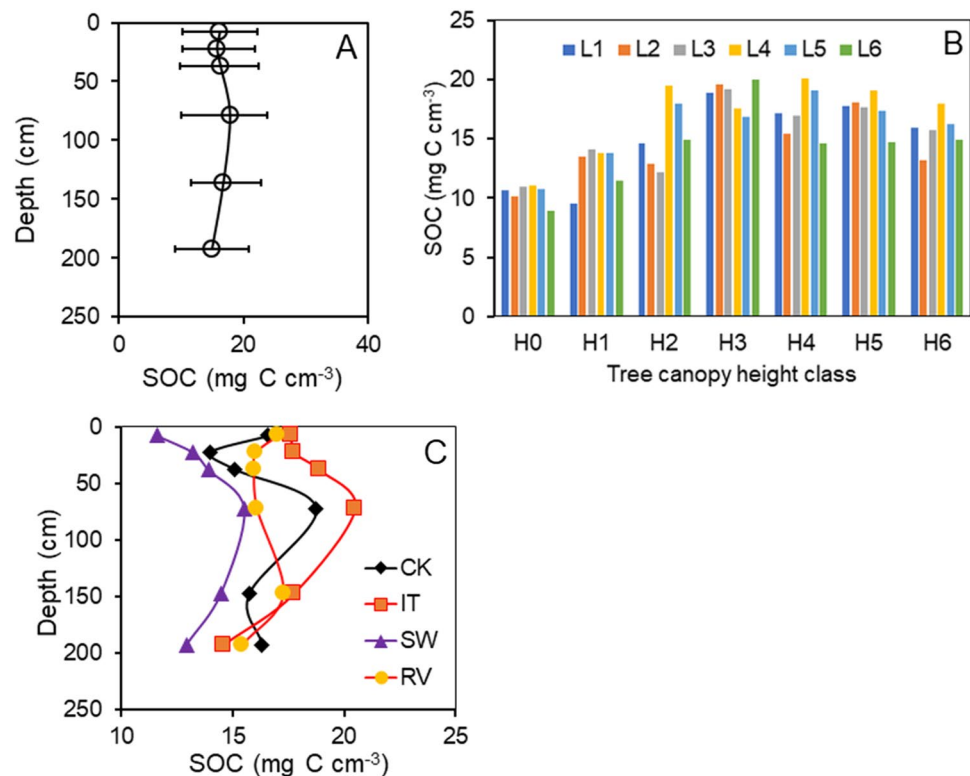 A
0
50
100
150
200
250
Depth (cm)
0 20 40
SOC (mg C cm-3)
B
L1 L2 L3 L4 L5 L6
25
20
15
10
5
0
SOC (mg C cm-3)
H0 H1 H2 H3 H4 H5 H6
Tree canopy height class
C
0
50
100
150
200
250
Depth (cm)
CK
IT
SW
RV
10 15 20 25
SOC (mg C cm-3)